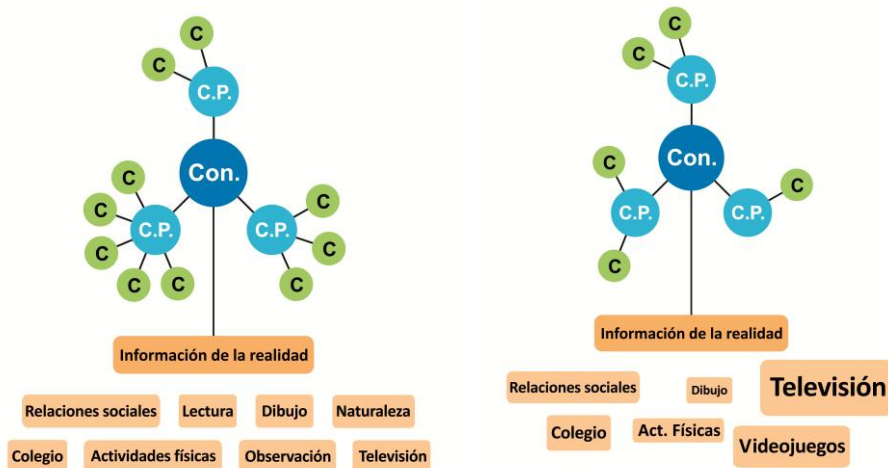 C
C
C.P.
Con.
C
C
C
C
C
C.P.
C
C
C
C.P.
Información de la realidad
Relaciones sociales
Lectura
Dibujo
Naturaleza
Colegio
Actividades físicas
Observación
Televisión
C
C
C.P.
Con.
C
C
C.P.
C
C.P.
Información de la realidad
Relaciones sociales
Dibujo
Televisión
Colegio
Act. Físicas
Videojuegos